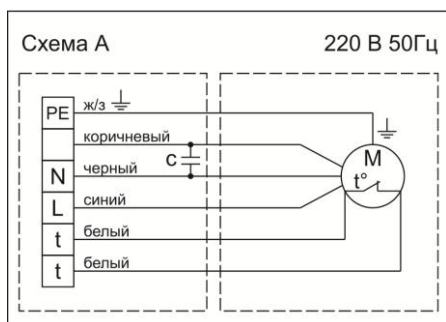 Схема А 220 В 50Гц
PE ж/з
коричневый
C
N черный
M
t°
L синий
t белый
t белый